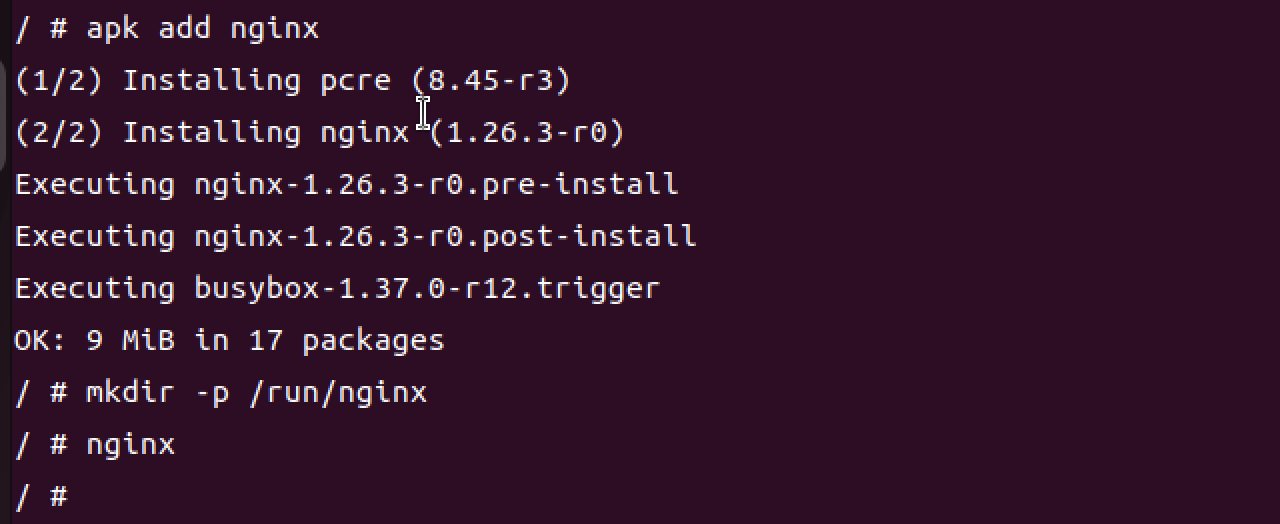 / # apk add nginx
(1/2) Installing pcre (8.45-r3)
(2/2) Installing nginx (1.26.3-r0)
Executing nginx-1.26.3-r0.pre-install
Executing nginx-1.26.3-r0.post-install
Executing busybox-1.37.0-r12.trigger
OK: 9 MiB in 17 packages
/ # mkdir -p /run/nginx
/ # nginx
/ #